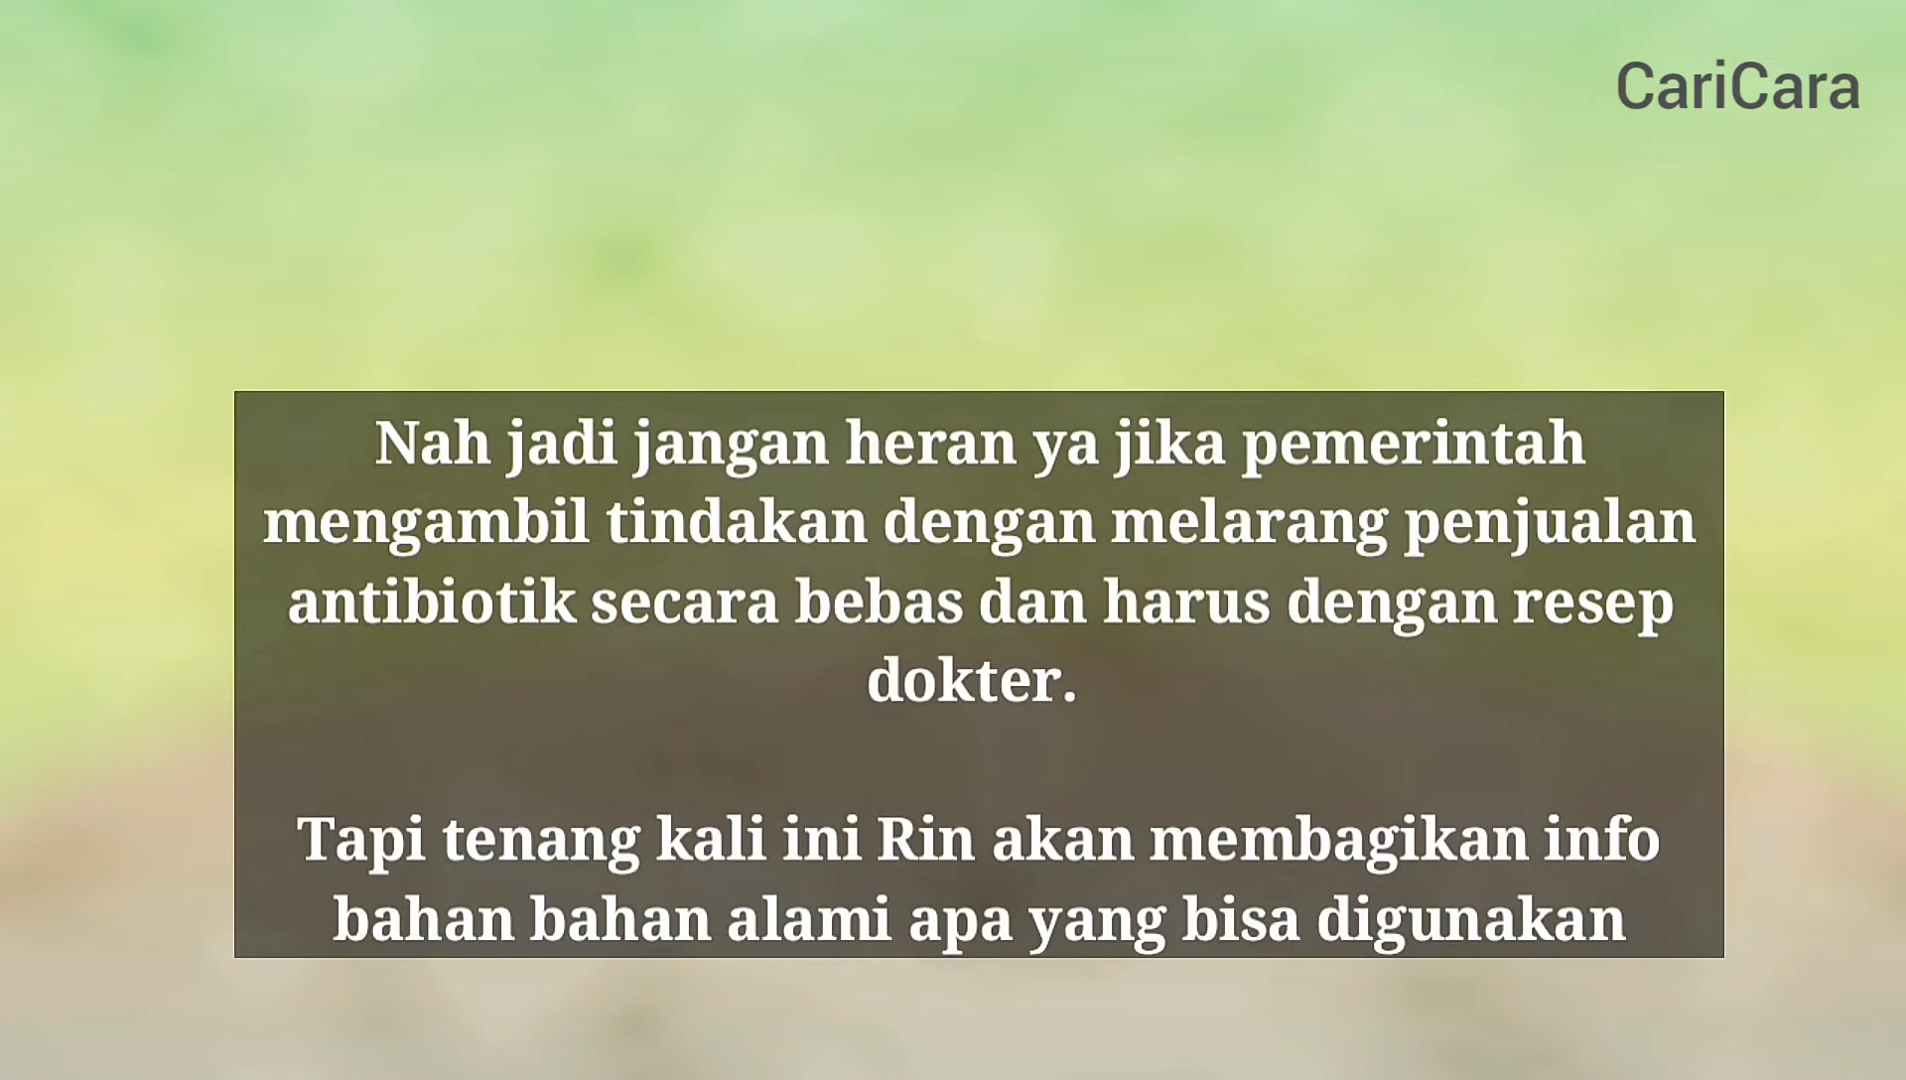 CariCara
Nah jadi jangan heran ya jika pemerintah
mengambil tindakan dengan melarang penjualan
antibiotik secara bebas dan harus dengan resep
dokter.
Tapi tenang kali ini Rin akan membagikan info
bahan bahan alami apa yang bisa digunakan